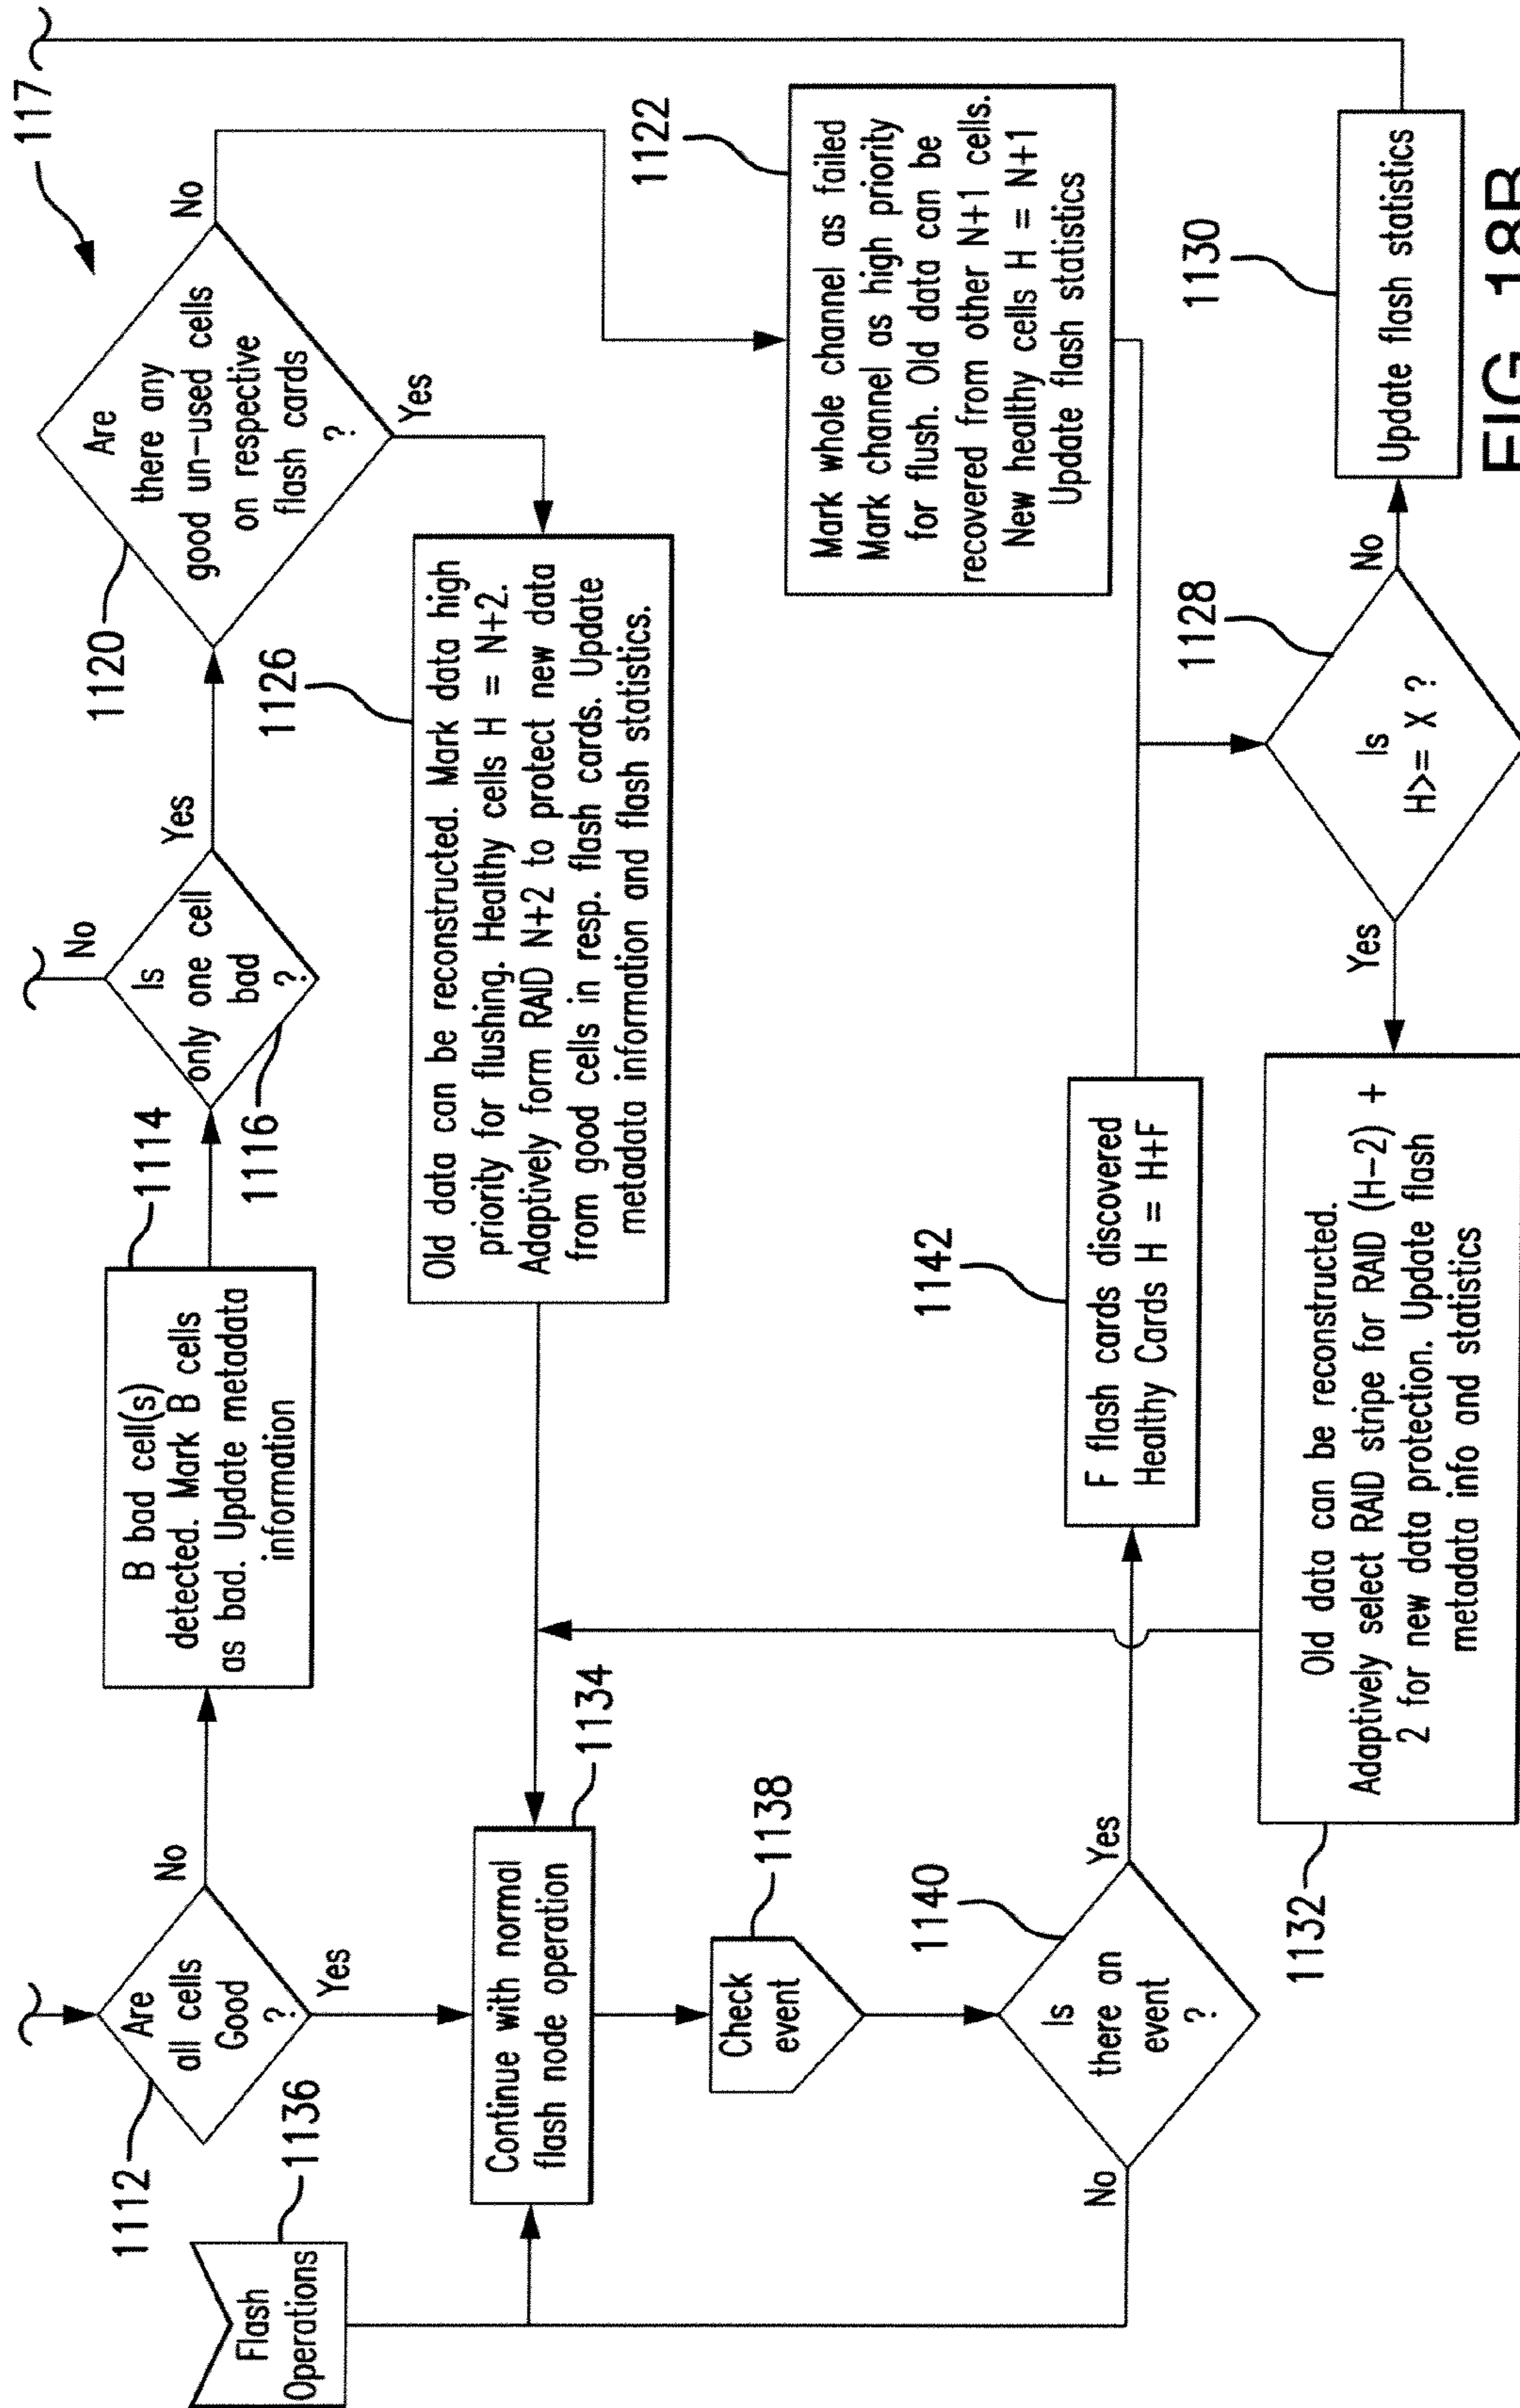 117
Are
all cells
Good
?
1112
No
Yes
B bad cell(s)
detected. Mark B cells
as bad. Update metadata
information
1114
Is
only one cell
bad
?
1116
No
Yes
Are
there any
good un-used cells
on respective
flash cards
?
1120
No
Yes
Flash
Operations
1136
Continue with normal
flash node operation
1134
Old data can be reconstructed. Mark data high
priority for flushing. Healthy cells H = N+2.
Adaptively form RAID N+2 to protect new data
from good cells in resp. flash cards. Update
metadata information and flash statistics.
1126
Mark whole channel as failed
Mark channel as high priority
for flush. Old data can be
recovered from other N+1 cells.
New healthy cells H = N+1
Update flash statistics
1122
Check
event
1138
Is
there an
event
?
1140
No
Yes
F flash cards discovered
Healthy Cards H = H+F
1142
Is
H>= X ?
1128
Yes
No
Update flash statistics
1130
Old data can be reconstructed.
Adaptively select RAID stripe for RAID (H-2) +
2 for new data protection. Update flash
metadata info and statistics
1132
FIG. 18B